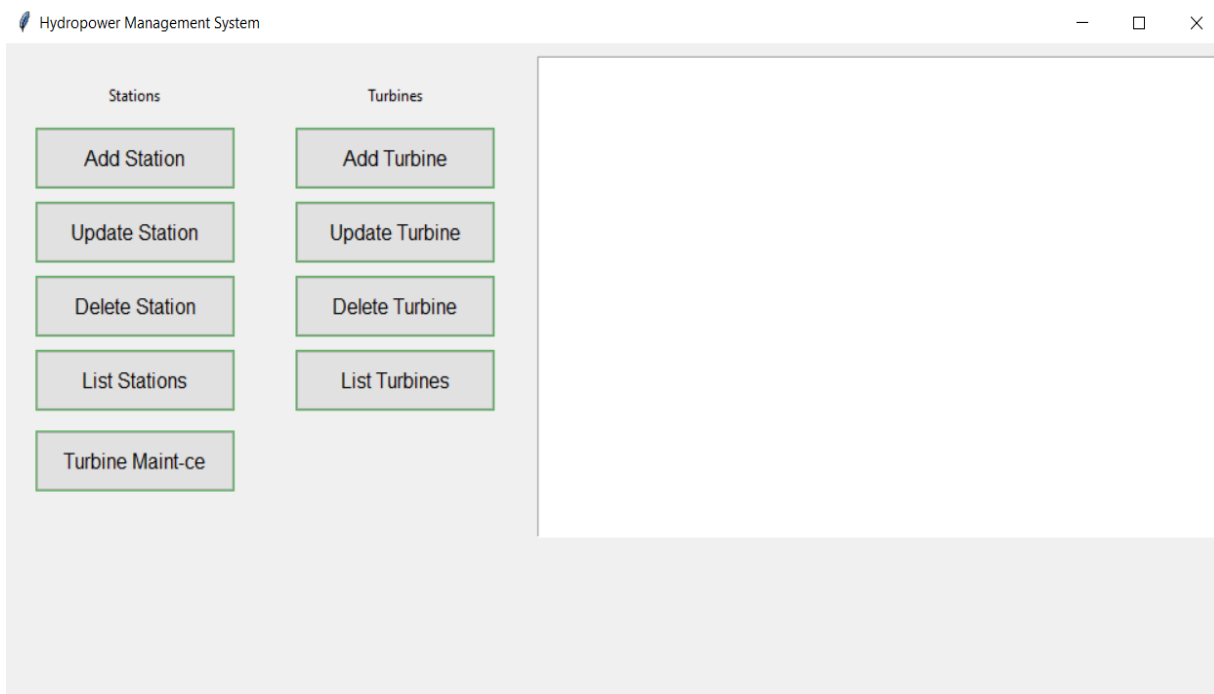 Hydropower Management System
Stations
Turbines
Add Station
Add Turbine
Update Station
Update Turbine
Delete Station
Delete Turbine
List Stations
List Turbines
Turbine Maint-ce